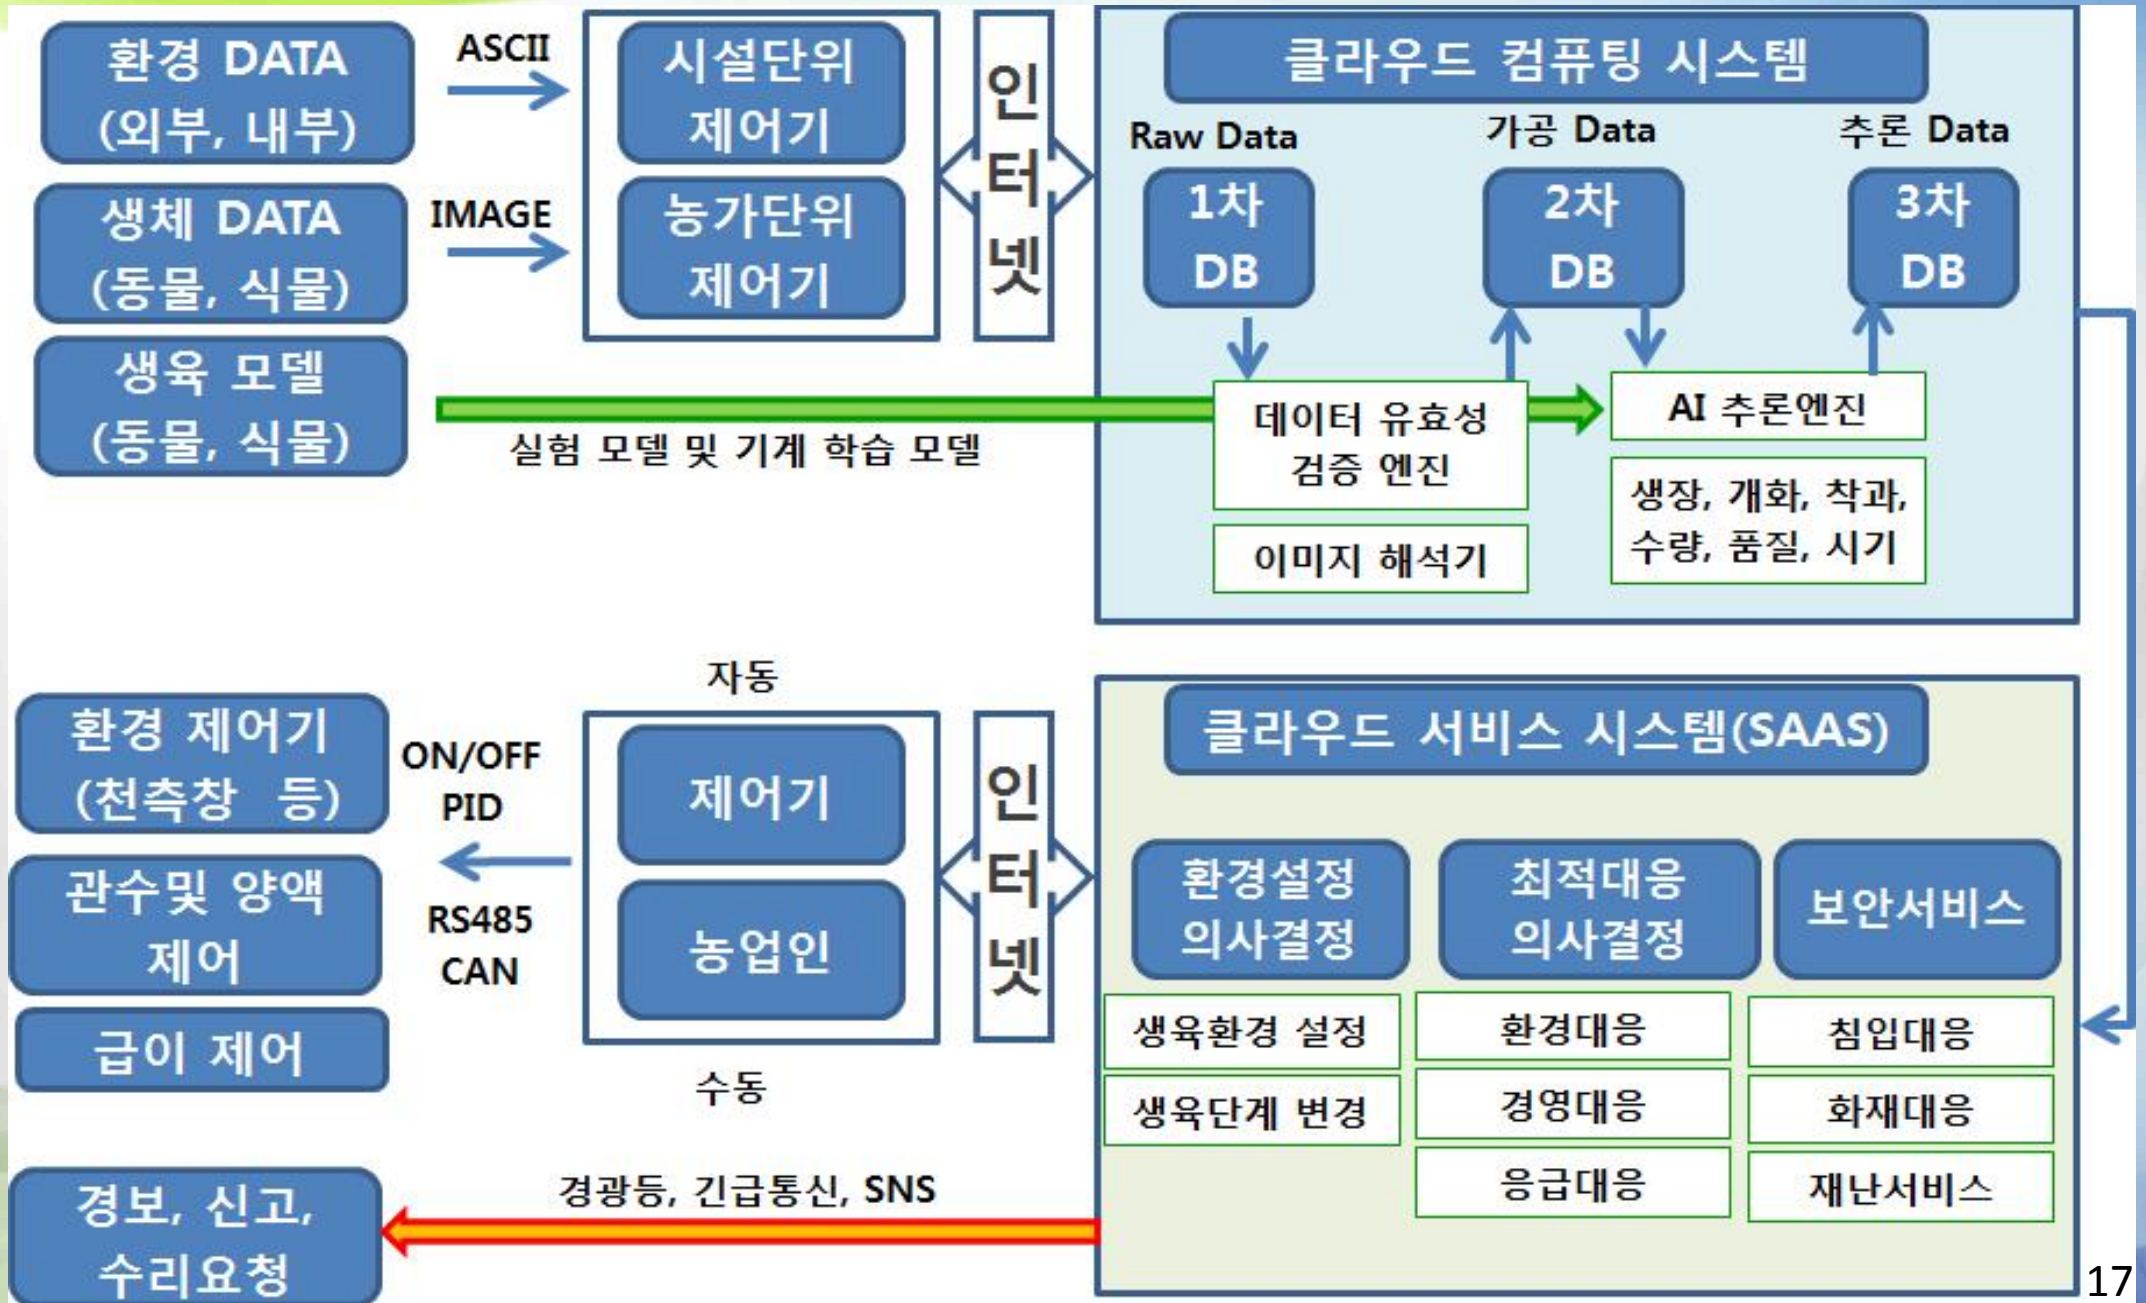 환경 DATA
(외부, 내부)
ASCII
시설단위
제어기
생체 DATA
(동물, 식물)
IMAGE
농가단위
제어기
생육 모델
(동물, 식물)
실험 모델 및 기계 학습 모델
인
터
넷
클라우드 컴퓨팅 시스템
Raw Data
가공 Data
추론 Data
1차
DB
2차
DB
3차
DB
데이터 유효성
검증 엔진
이미지 해석기
AI 추론엔진
생장, 개화, 착과,
수량, 품질, 시기
환경 제어기
(천측창 등)
관수및 양액
제어
급이 제어
ON/OFF
PID
RS485
CAN
자동
제어기
농업인
수동
인
터
넷
클라우드 서비스 시스템(SAAS)
환경설정
의사결정
최적대응
의사결정
보안서비스
생육환경 설정
환경대응
침입대응
생육단계 변경
경영대응
화재대응
응급대응
재난서비스
경광등, 긴급통신, SNS
경보, 신고,
수리요청
17